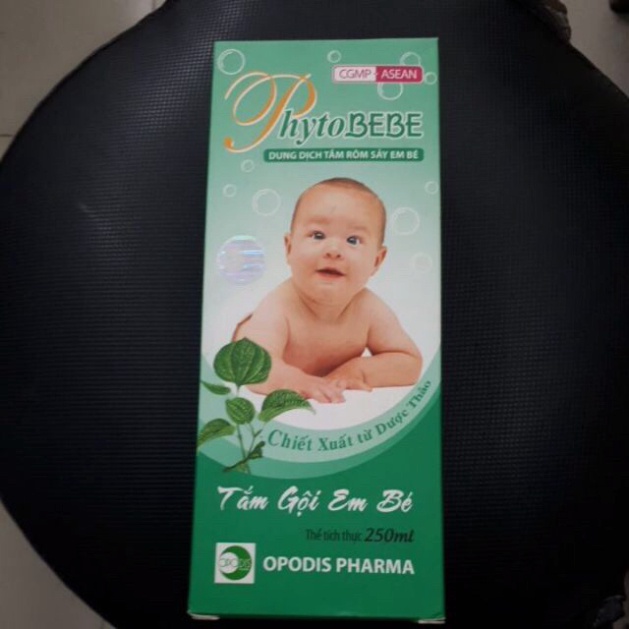 CGMP - ASEAN
PhytoBEBE
DUNG DỊCH TẮM RÔM SẢY EM BÉ
Chiết Xuất từ Dược Thảo
Tắm Gội Em Bé
Thể tích thực 250ml
OPODIS
OPODIS PHARMA